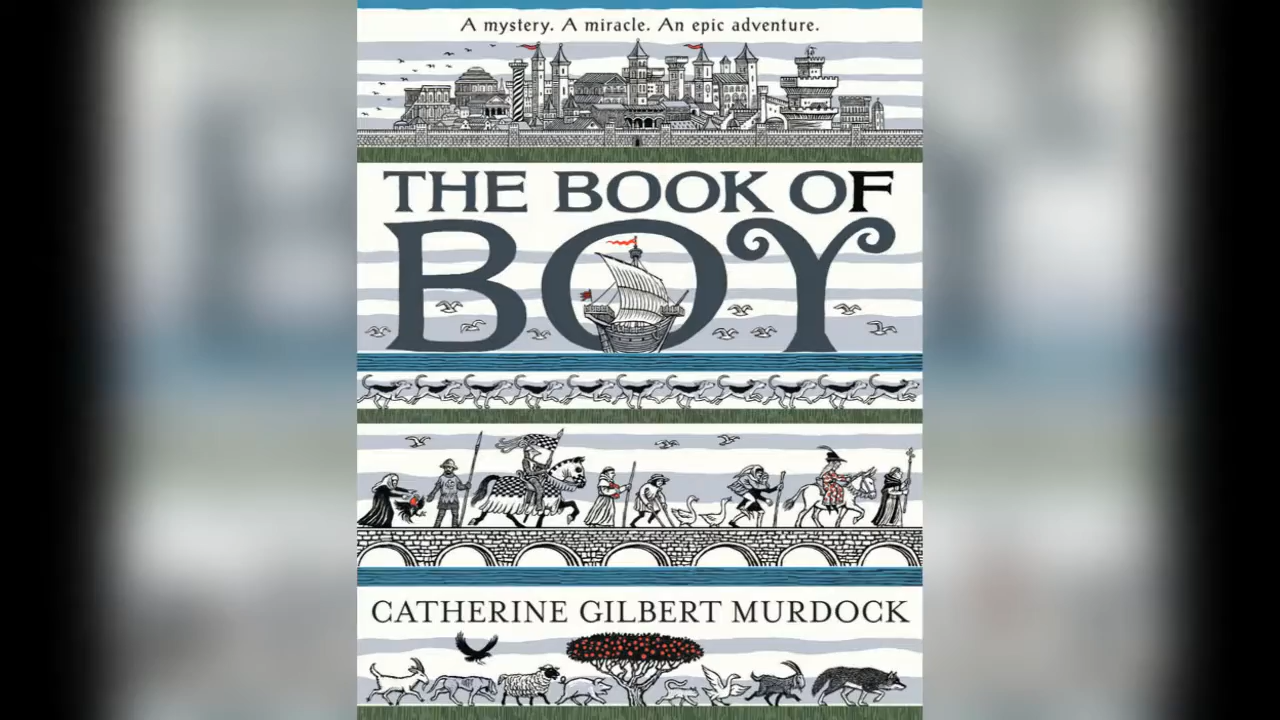 A mystery. A miracle. An epic adventure.
THE BOOK OF
BOY
CATHERINE GILBERT MURDOCK